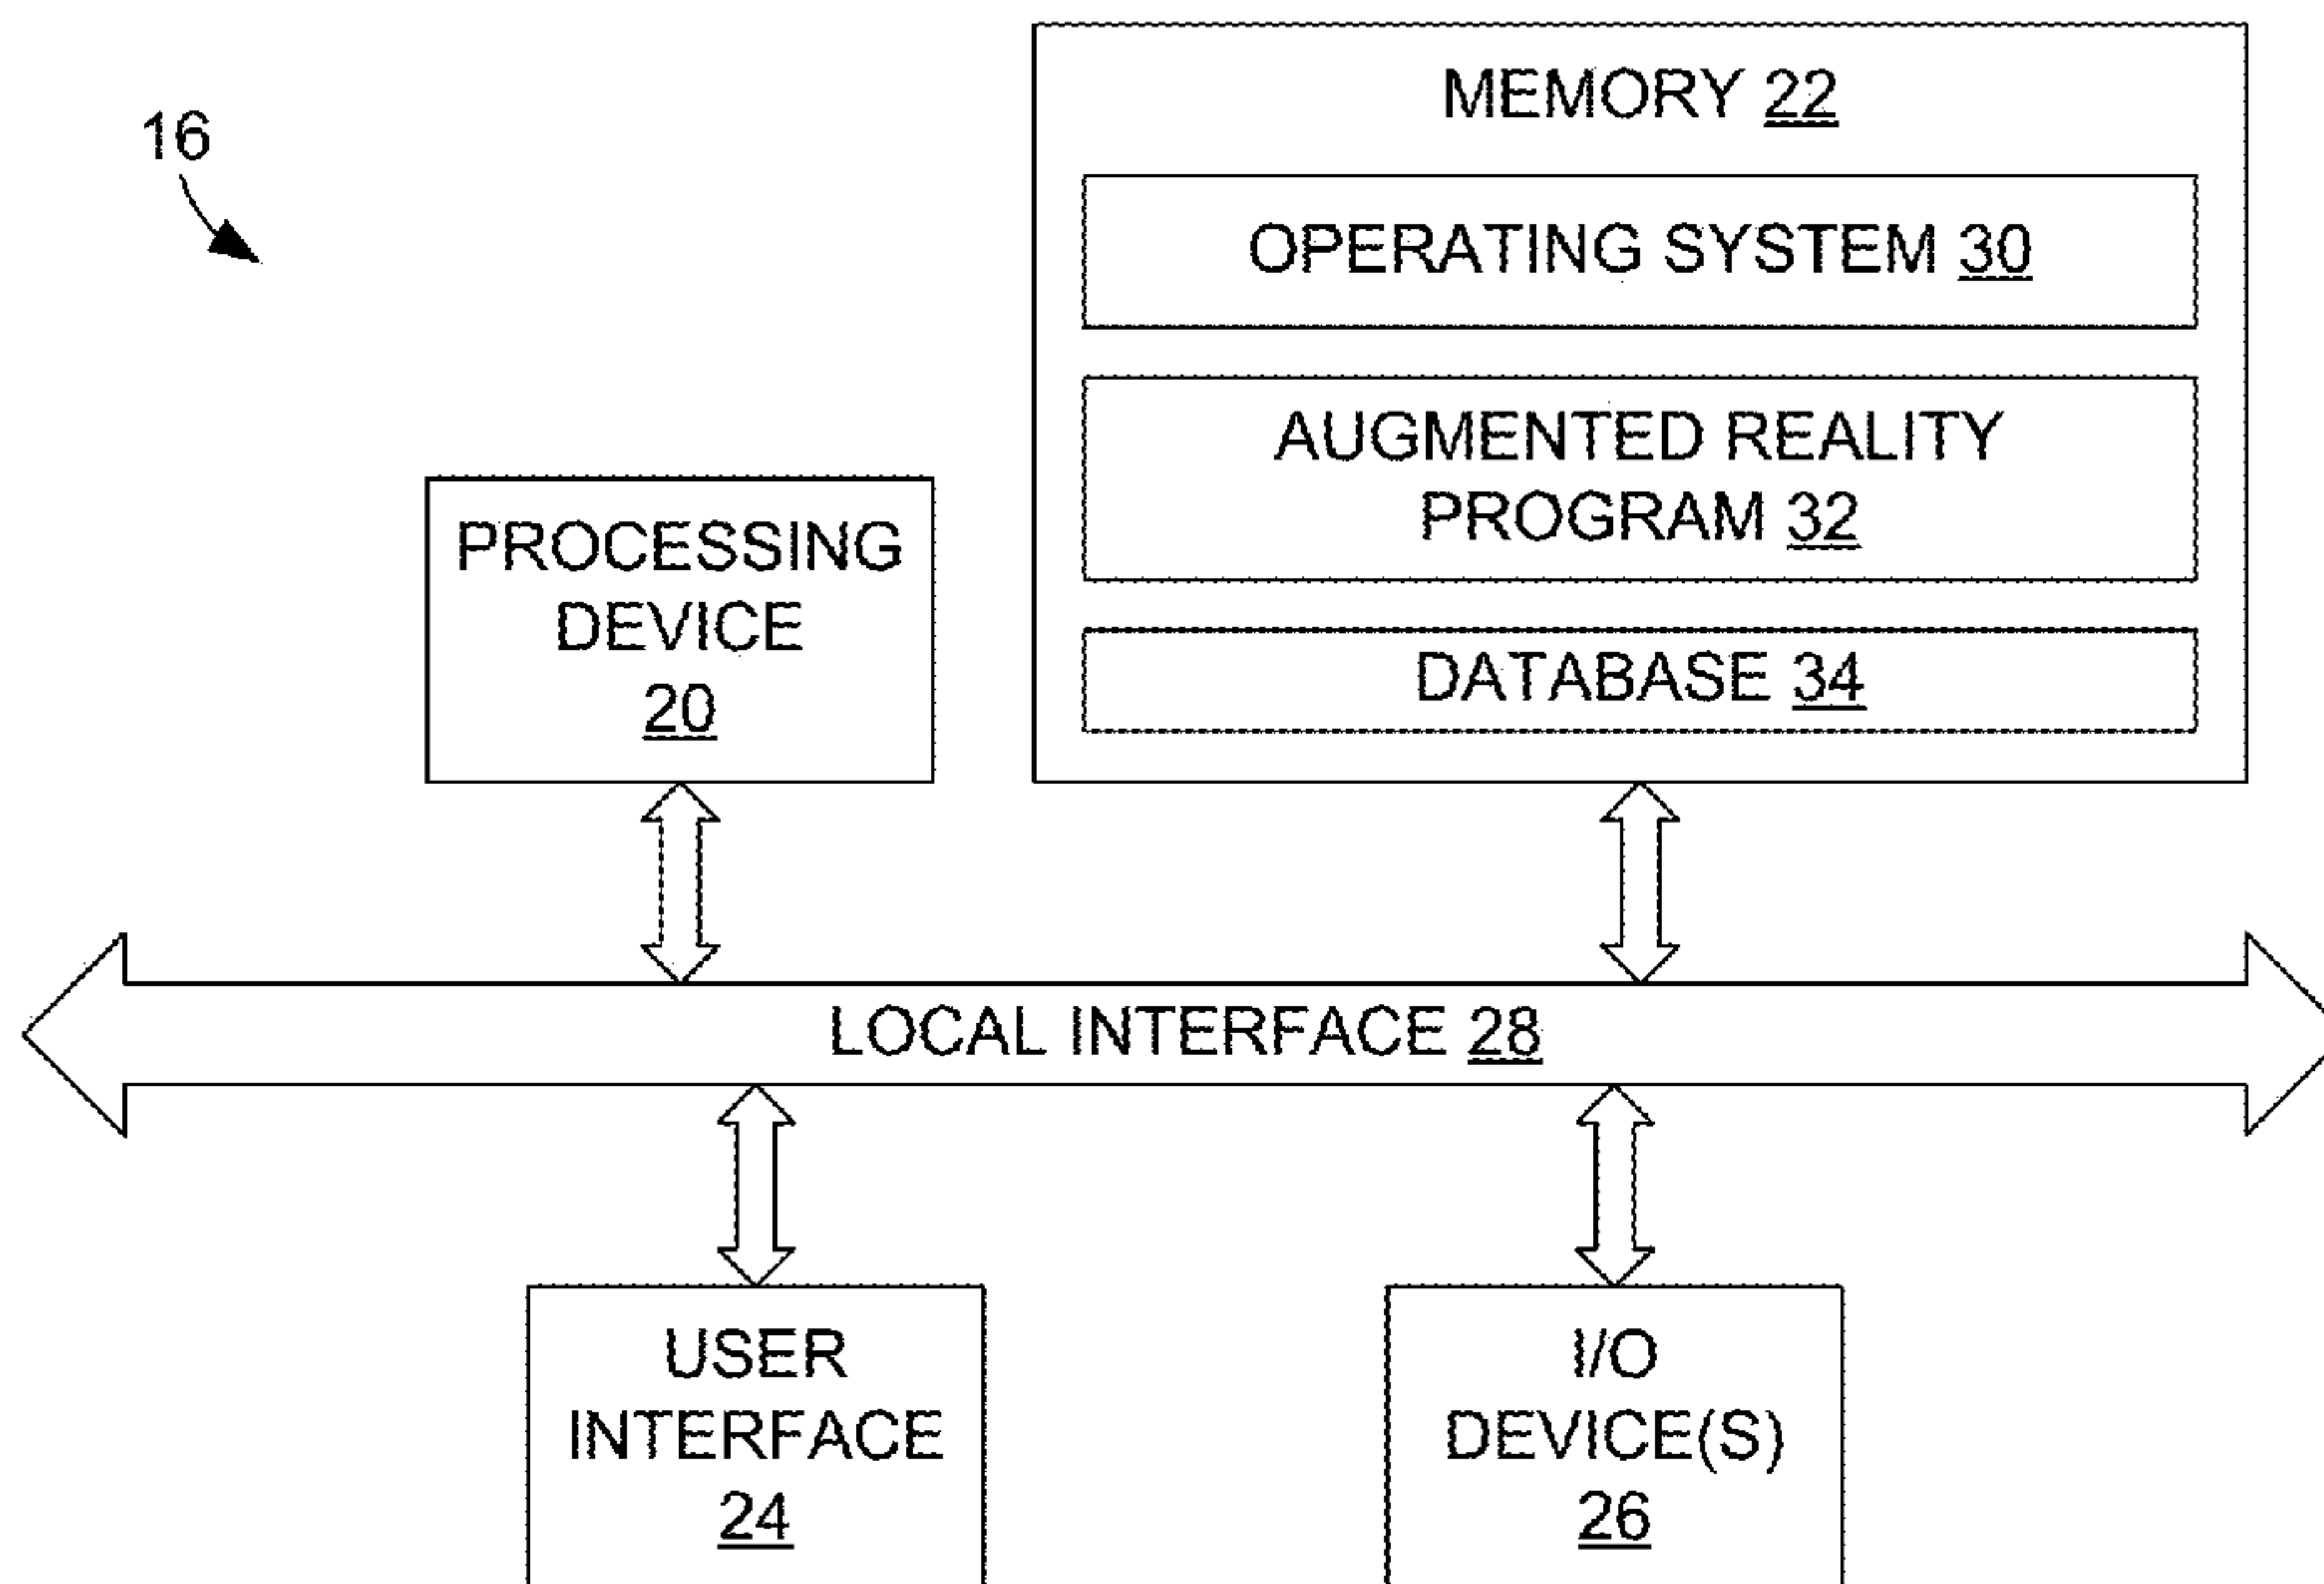 16
MEMORY 22
OPERATING SYSTEM 30
AUGMENTED REALITY
PROGRAM 32
DATABASE 34
PROCESSING
DEVICE
20
LOCAL INTERFACE 28
USER
INTERFACE
24
I/O
DEVICE(S)
26